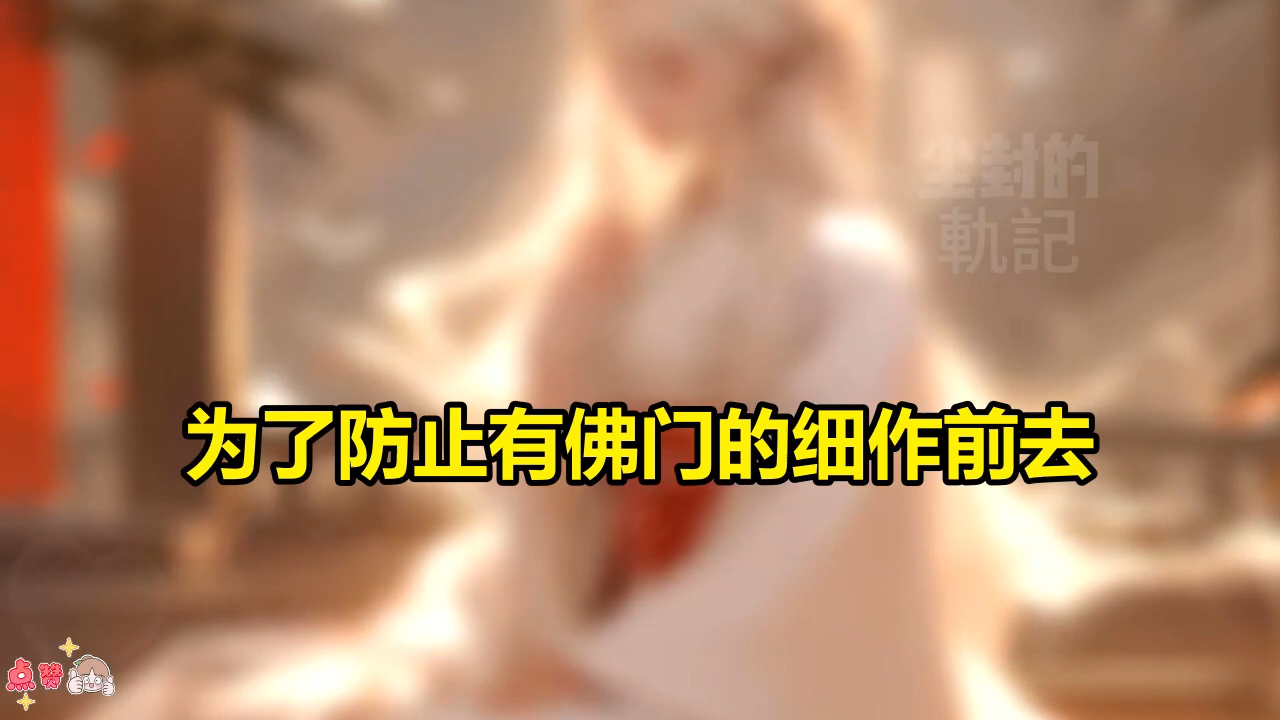 尘封的
軌記
为了防止有佛门的细作前去
点赞